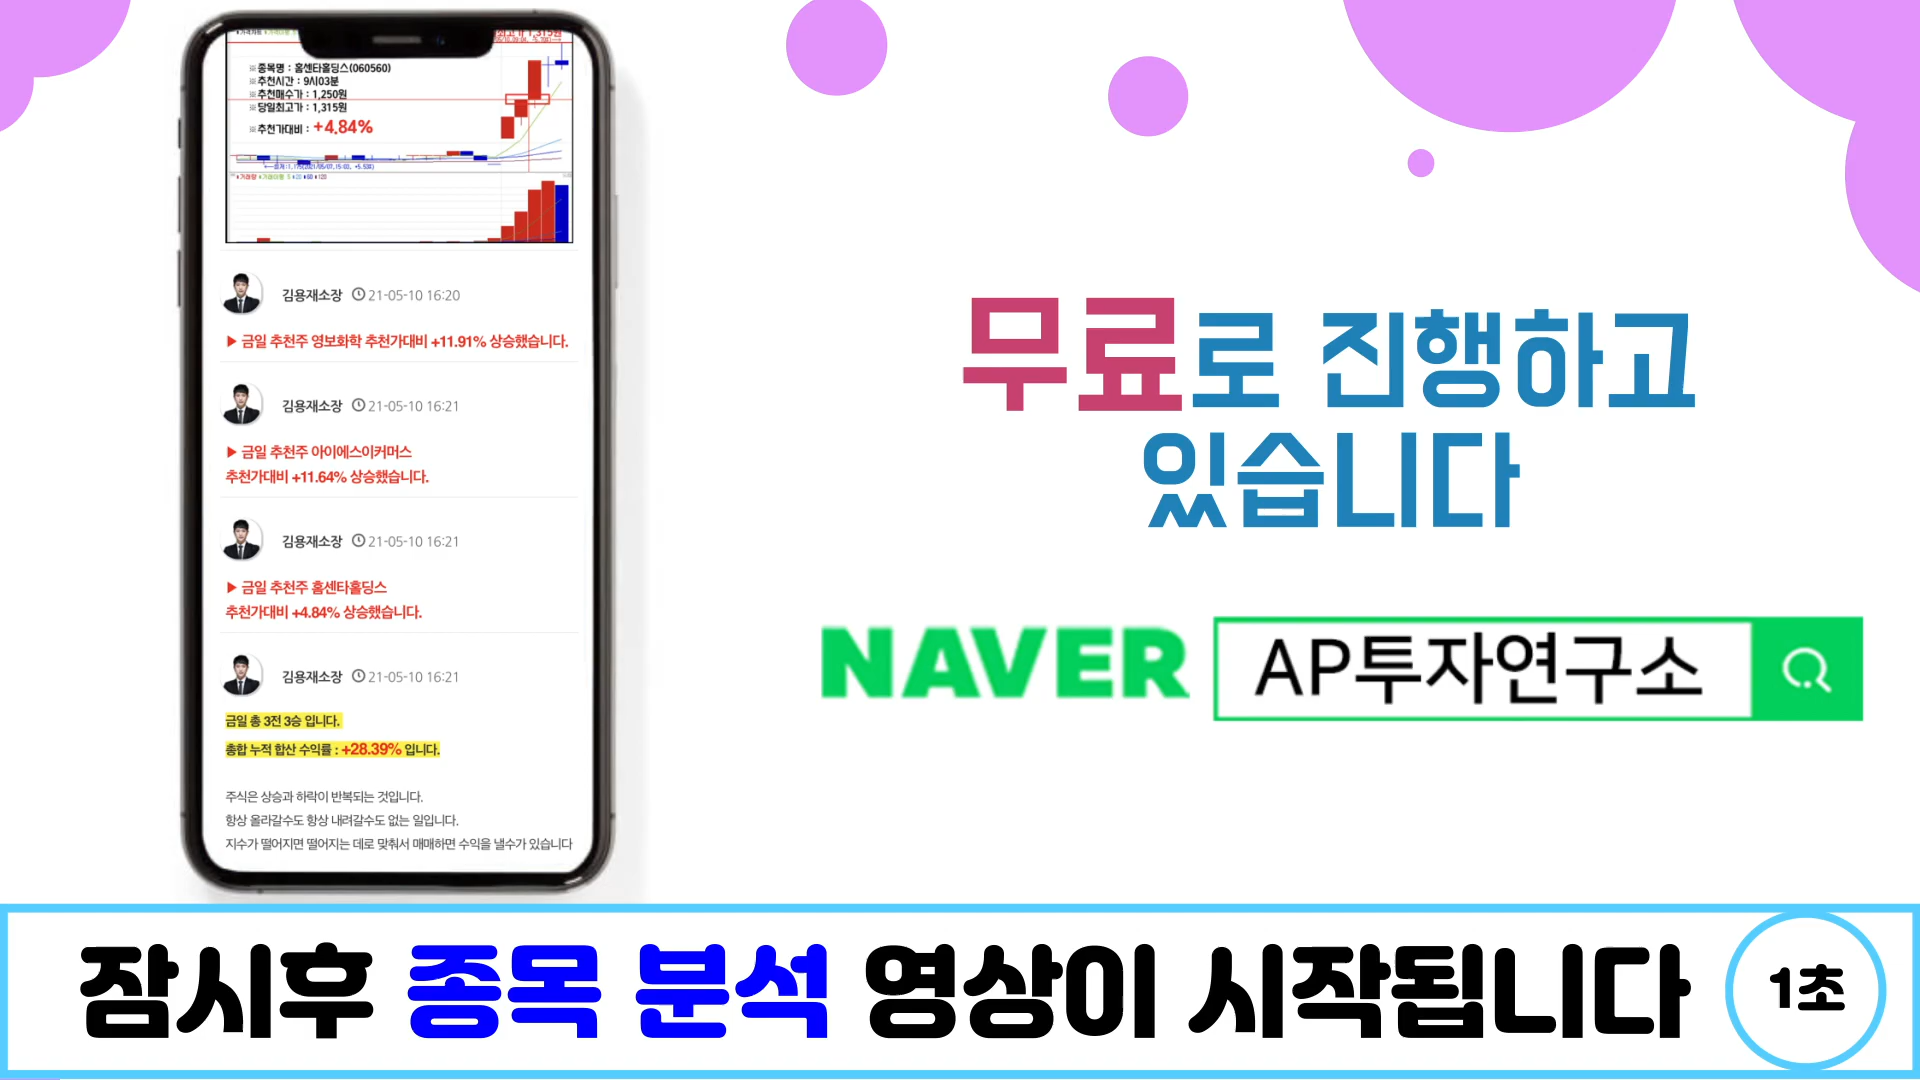 ※종목명 : 홈센타홀딩스(060560)
※추천시간 : 9시03분
※추천매수가 : 1,250원
※당일최고가 : 1,315원
※추천가대비 : +4.84%
김용재소장 21-05-10 16:20
▶ 금일 추천주 영보화학 추천가대비 +11.91% 상승했습니다.
김용재소장 21-05-10 16:21
▶ 금일 추천주 아이에스이커머스
추천가대비 +11.64% 상승했습니다.
김용재소장 21-05-10 16:21
▶ 금일 추천주 홈센타홀딩스
추천가대비 +4.84% 상승했습니다.
김용재소장 21-05-10 16:21
금일 총 3전 3승 입니다.
총합 누적 합산 수익률 : +28.39% 입니다.
주식은 상승과 하락이 반복되는 것입니다.
항상 올라갈수도 항상 내려갈수도 없는 일입니다.
지수가 떨어지면 떨어지는 데로 맞춰서 매매하면 수익을 낼수가 있습니다
무료로 진행하고
있습니다
NAVER AP투자연구소
잠시후 종목 분석 영상이 시작됩니다 1초